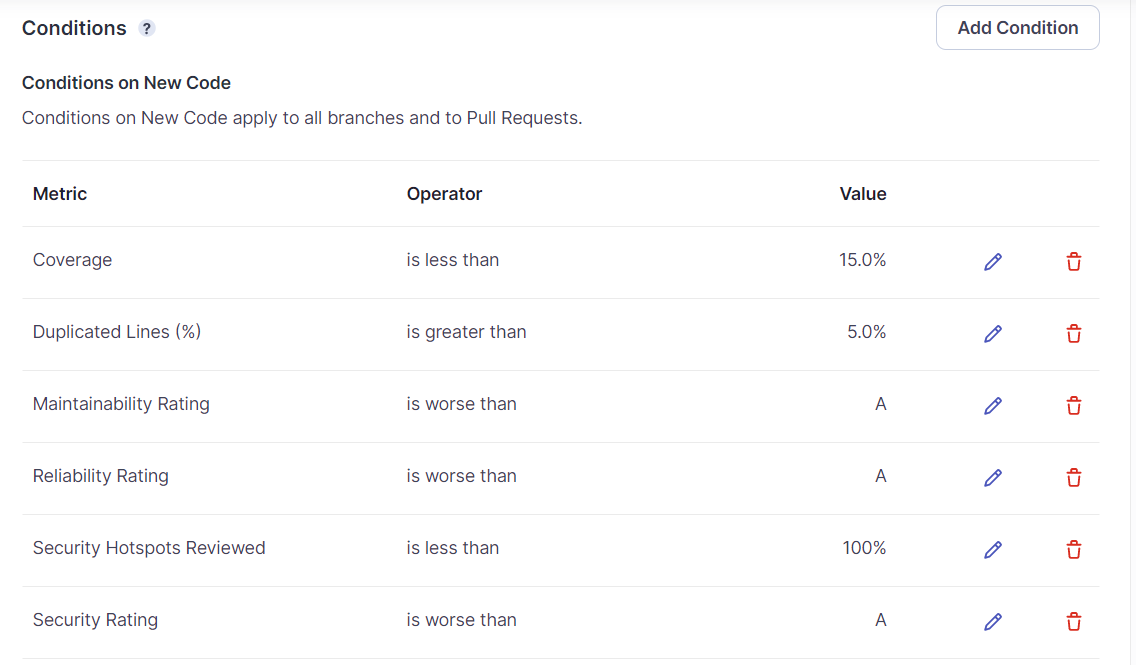 Conditions ?
Add Condition
Conditions on New Code
Conditions on New Code apply to all branches and to Pull Requests.
Metric Operator Value
Coverage is less than 15.0%
Duplicated Lines (%) is greater than 5.0%
Maintainability Rating is worse than A
Reliability Rating is worse than A
Security Hotspots Reviewed is less than 100%
Security Rating is worse than A